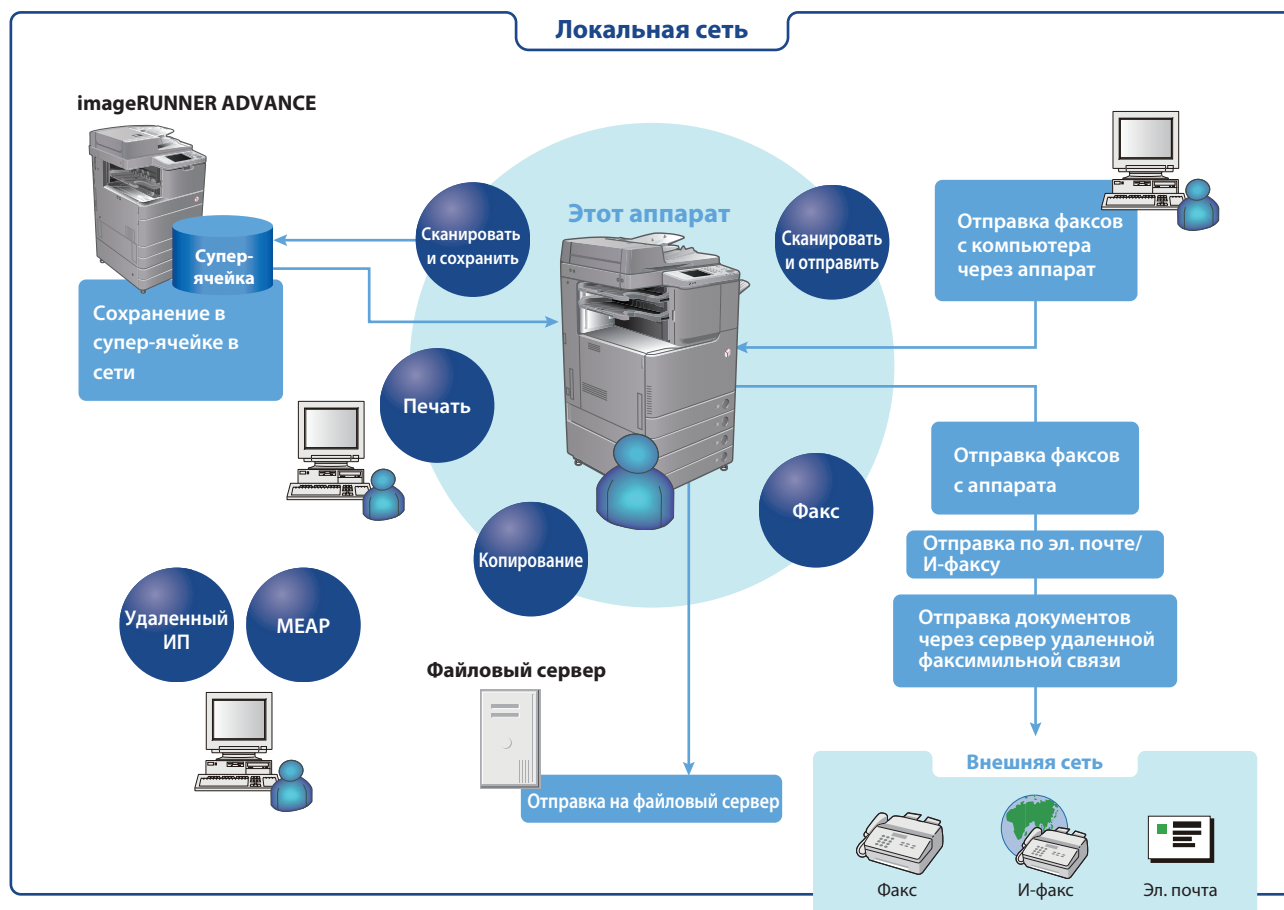 Локальная сеть
imageRUNNER ADVANCE
Супер-
ячейка
Сохранение в
супер-ячейке в
сети
Сканировать
и сохранить
Этот аппарат
Сканировать
и отправить
Отправка факсов
с компьютера
через аппарат
Печать
Копирование
Факс
Отправка факсов
с аппарата
Отправка по эл. почте/
И-факсу
Отправка документов
через сервер удаленной
факсимильной связи
Удаленный
ИП
MEAP
Файловый сервер
Отправка на файловый сервер
Внешняя сеть
Факс
И-факс
Эл. почта